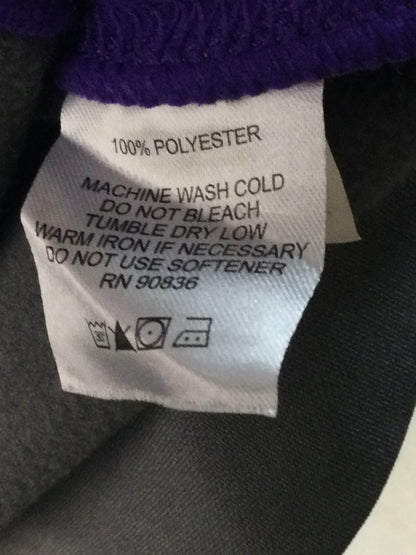 100% POLYESTER
MACHINE WASH COLD
DO NOT BLEACH
TUMBLE DRY LOW
WARM IRON IF NECESSARY
DO NOT USE SOFTENER
RN 90836